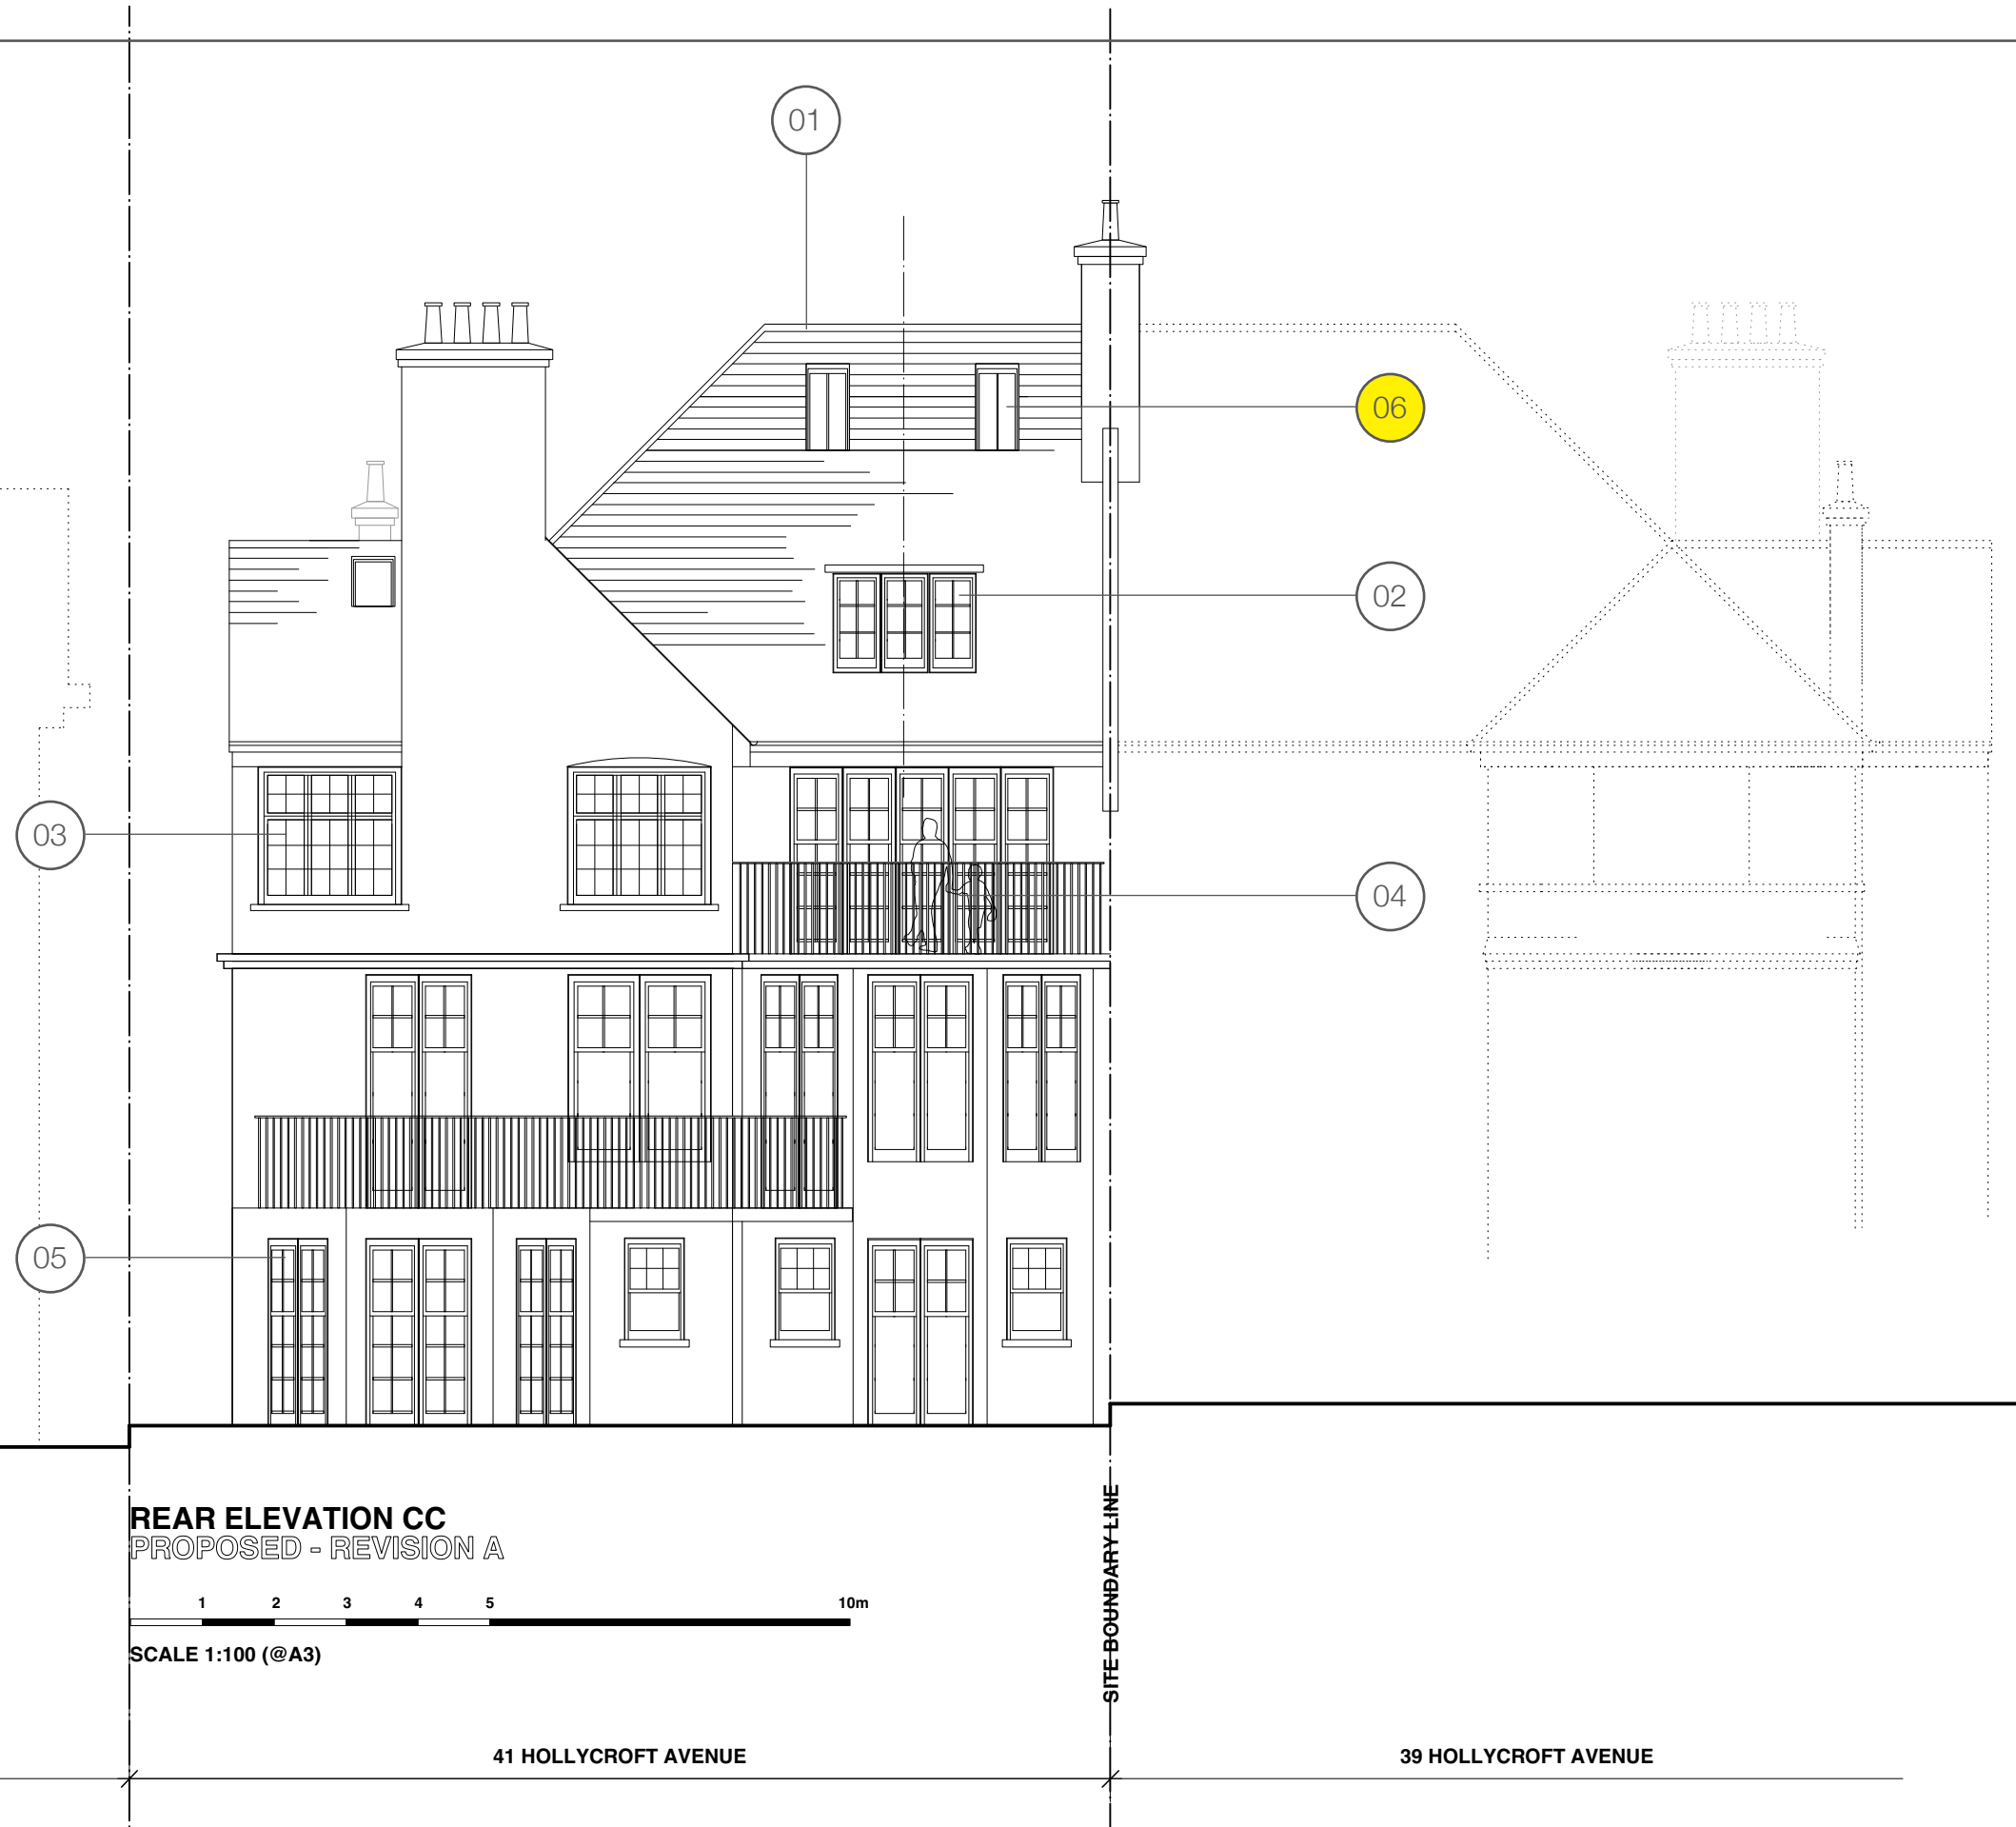 01
06
02
03
04
05
REAR ELEVATION CC
PROPOSED - REVISION A
1 2 3 4 5 10m
SCALE 1:100 (@A3)
SITE BOUNDARY LINE
41 HOLLYCROFT AVENUE
39 HOLLYCROFT AVENUE